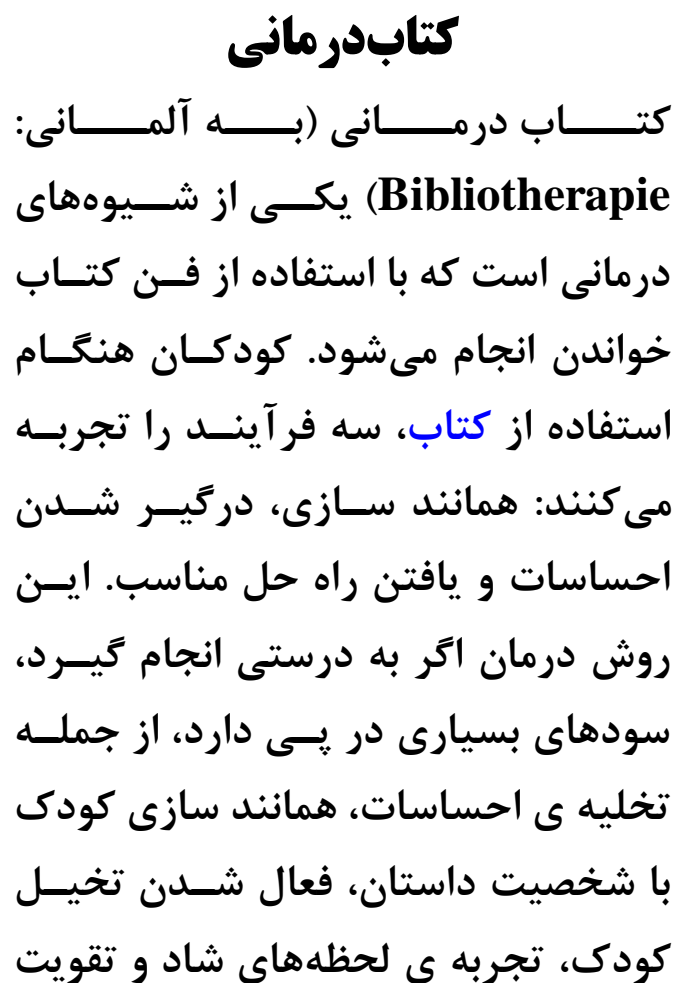 کتاب‌درمانی
کتاب درمانی (به آلمانی:
Bibliotherapie) یکی از شیوه‌های
درمانی است که با استفاده از فن کتاب
خواندن انجام می‌شود. کودکان هنگام
استفاده از کتاب، سه فرآیند را تجربه
می‌کنند: همانند سازی، درگیر شدن
احساسات و یافتن راه حل مناسب. این
روش درمان اگر به درستی انجام گیرد،
سودهای بسیاری در پی دارد، از جمله
تخلیه ی احساسات، همانند سازی کودک
با شخصیت داستان، فعال شدن تخیل
کودک، تجربه ی لحظه‌های شاد و تقویت